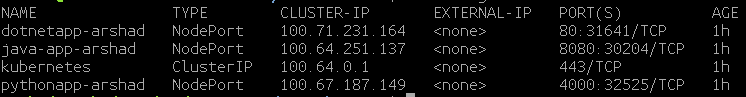 NAME TYPE CLUSTER-IP EXTERNAL-IP PORT(S) AGE
dotnetapp-arshad NodePort 100.71.231.164 <none> 80:31641/TCP 1h
java-app-arshad NodePort 100.64.251.137 <none> 8080:30204/TCP 1h
kubernetes ClusterIP 100.64.0.1 <none> 443/TCP 1h
pythonapp-arshad NodePort 100.67.187.149 <none> 4000:32525/TCP 1h